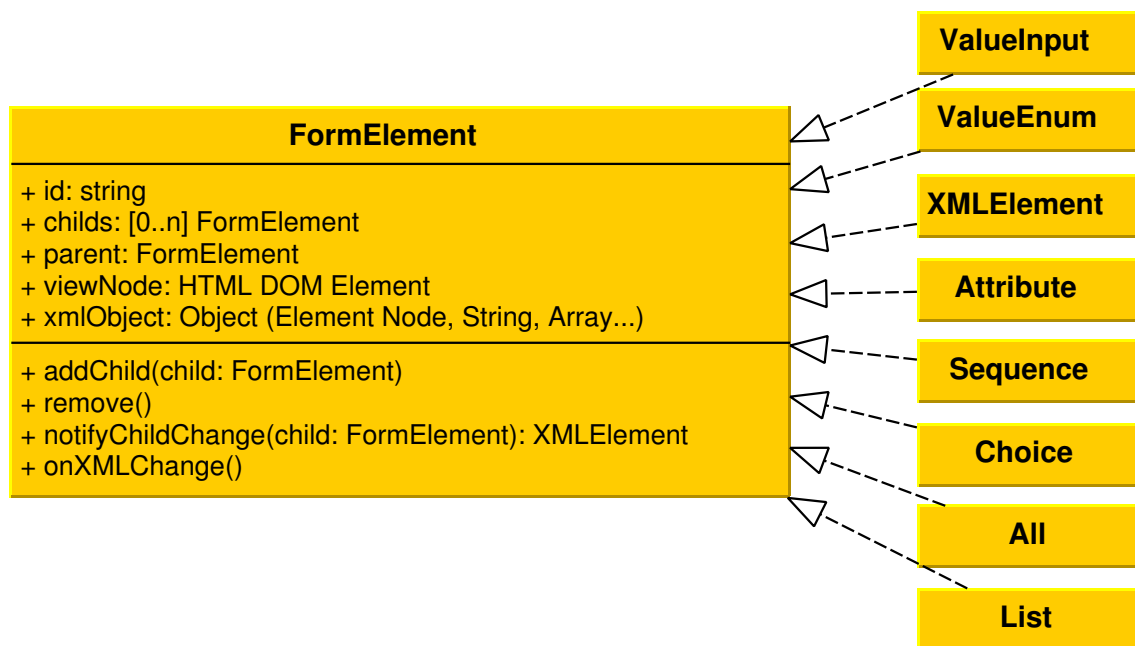 FormElement
+ id: string
+ childs: [0..n] FormElement
+ parent: FormElement
+ viewNode: HTML DOM Element
+ xmlObject: Object (Element Node, String, Array...)
+ addChild(child: FormElement)
+ remove()
+ notifyChildChange(child: FormElement): XMLElement
+ onXMLChange()
ValueInput
ValueEnum
XMLElement
Attribute
Sequence
Choice
All
List